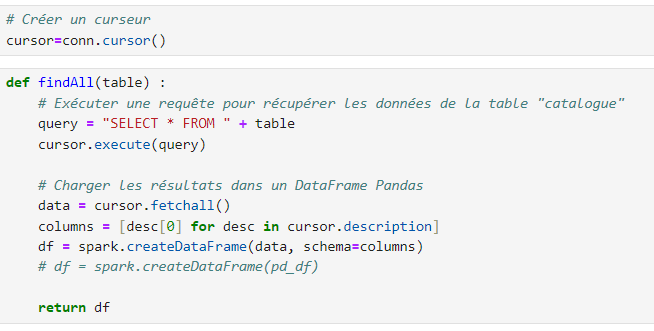 # Créer un curseur
cursor=conn.cursor()
def findAll(table) :
    # Exécuter une requête pour récupérer les données de la table "catalogue"
    query = "SELECT * FROM " + table
    cursor.execute(query)
    # Charger les résultats dans un DataFrame Pandas
    data = cursor.fetchall()
    columns = [desc[0] for desc in cursor.description]
    df = spark.createDataFrame(data, schema=columns)
    # df = spark.createDataFrame(pd_df)
    return df